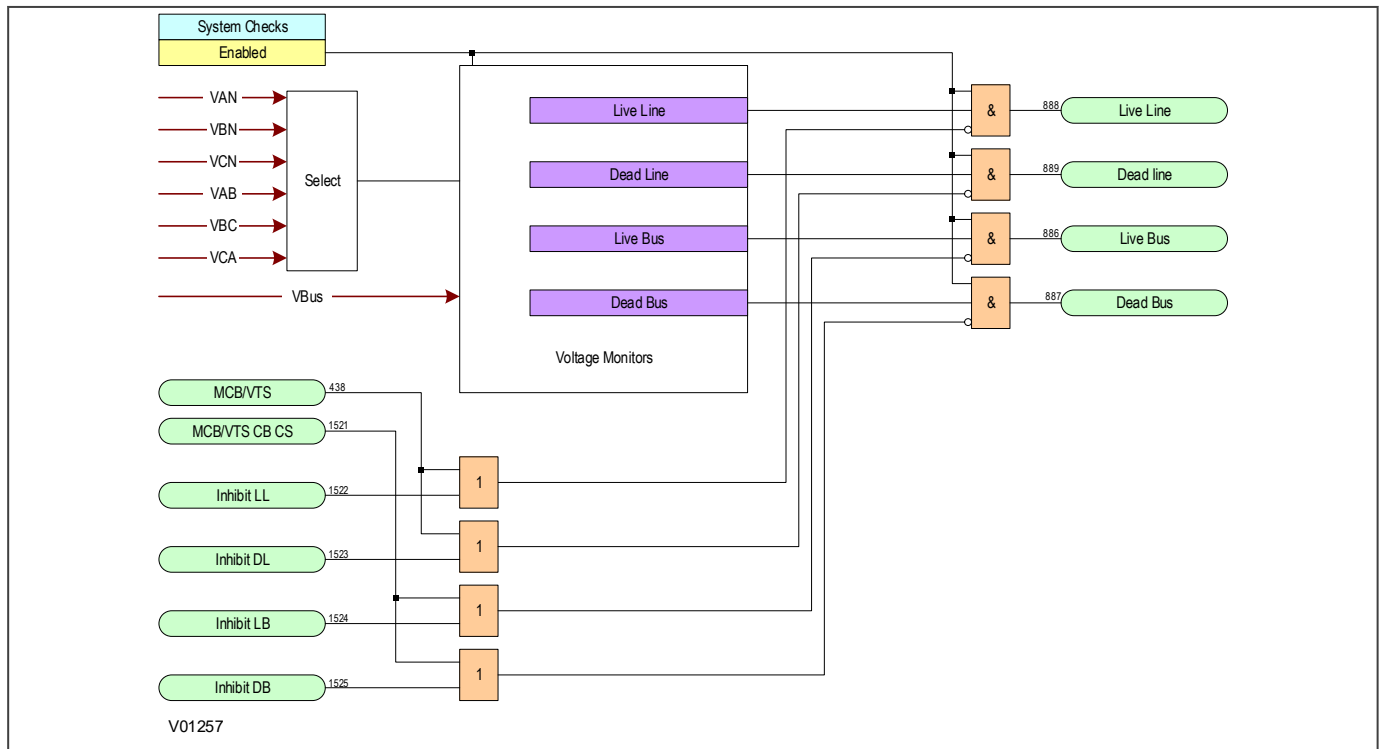 System Checks
Enabled
VAN
VBN
VCN
VAB
VBC
VCA
Select
VBus
Live Line
Dead Line
Live Bus
Dead Bus
Voltage Monitors
& 888 Live Line
& 889 Dead line
& 886 Live Bus
& 887 Dead Bus
MCB/VTS 438
MCB/VTS CB CS 1521
Inhibit LL 1522
1
Inhibit DL 1523
1
Inhibit LB 1524
1
Inhibit DB 1525
1
V01257